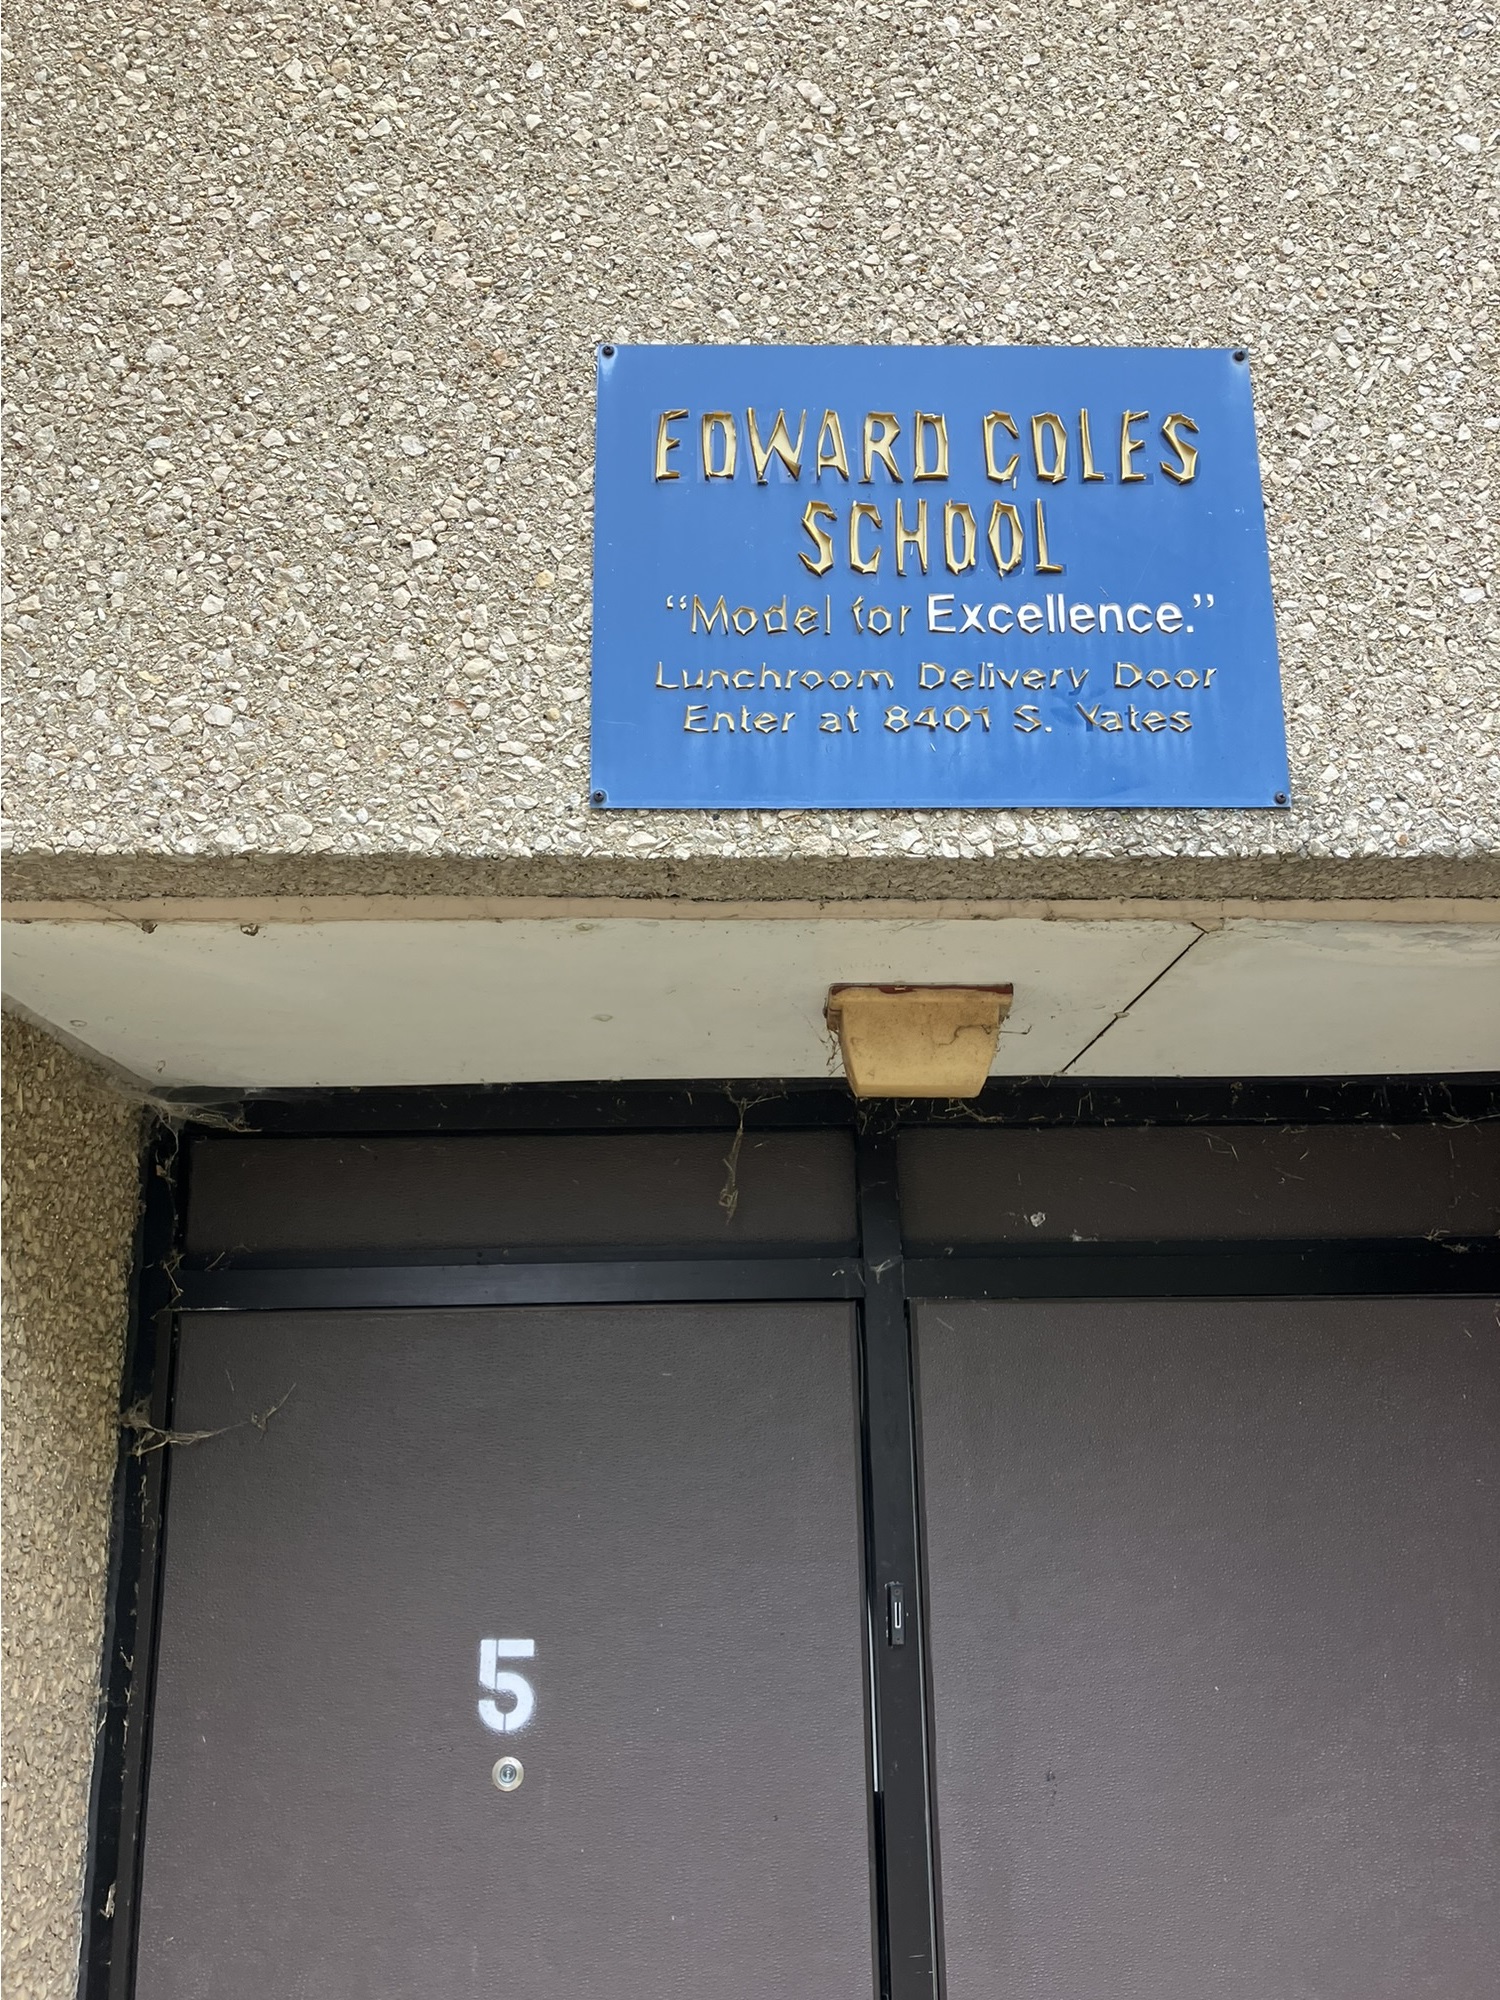 EDWARD COLES
SCHOOL
“Model for Excellence.”
Lunchroom Delivery Door
Enter at 8401 S. Yates
5